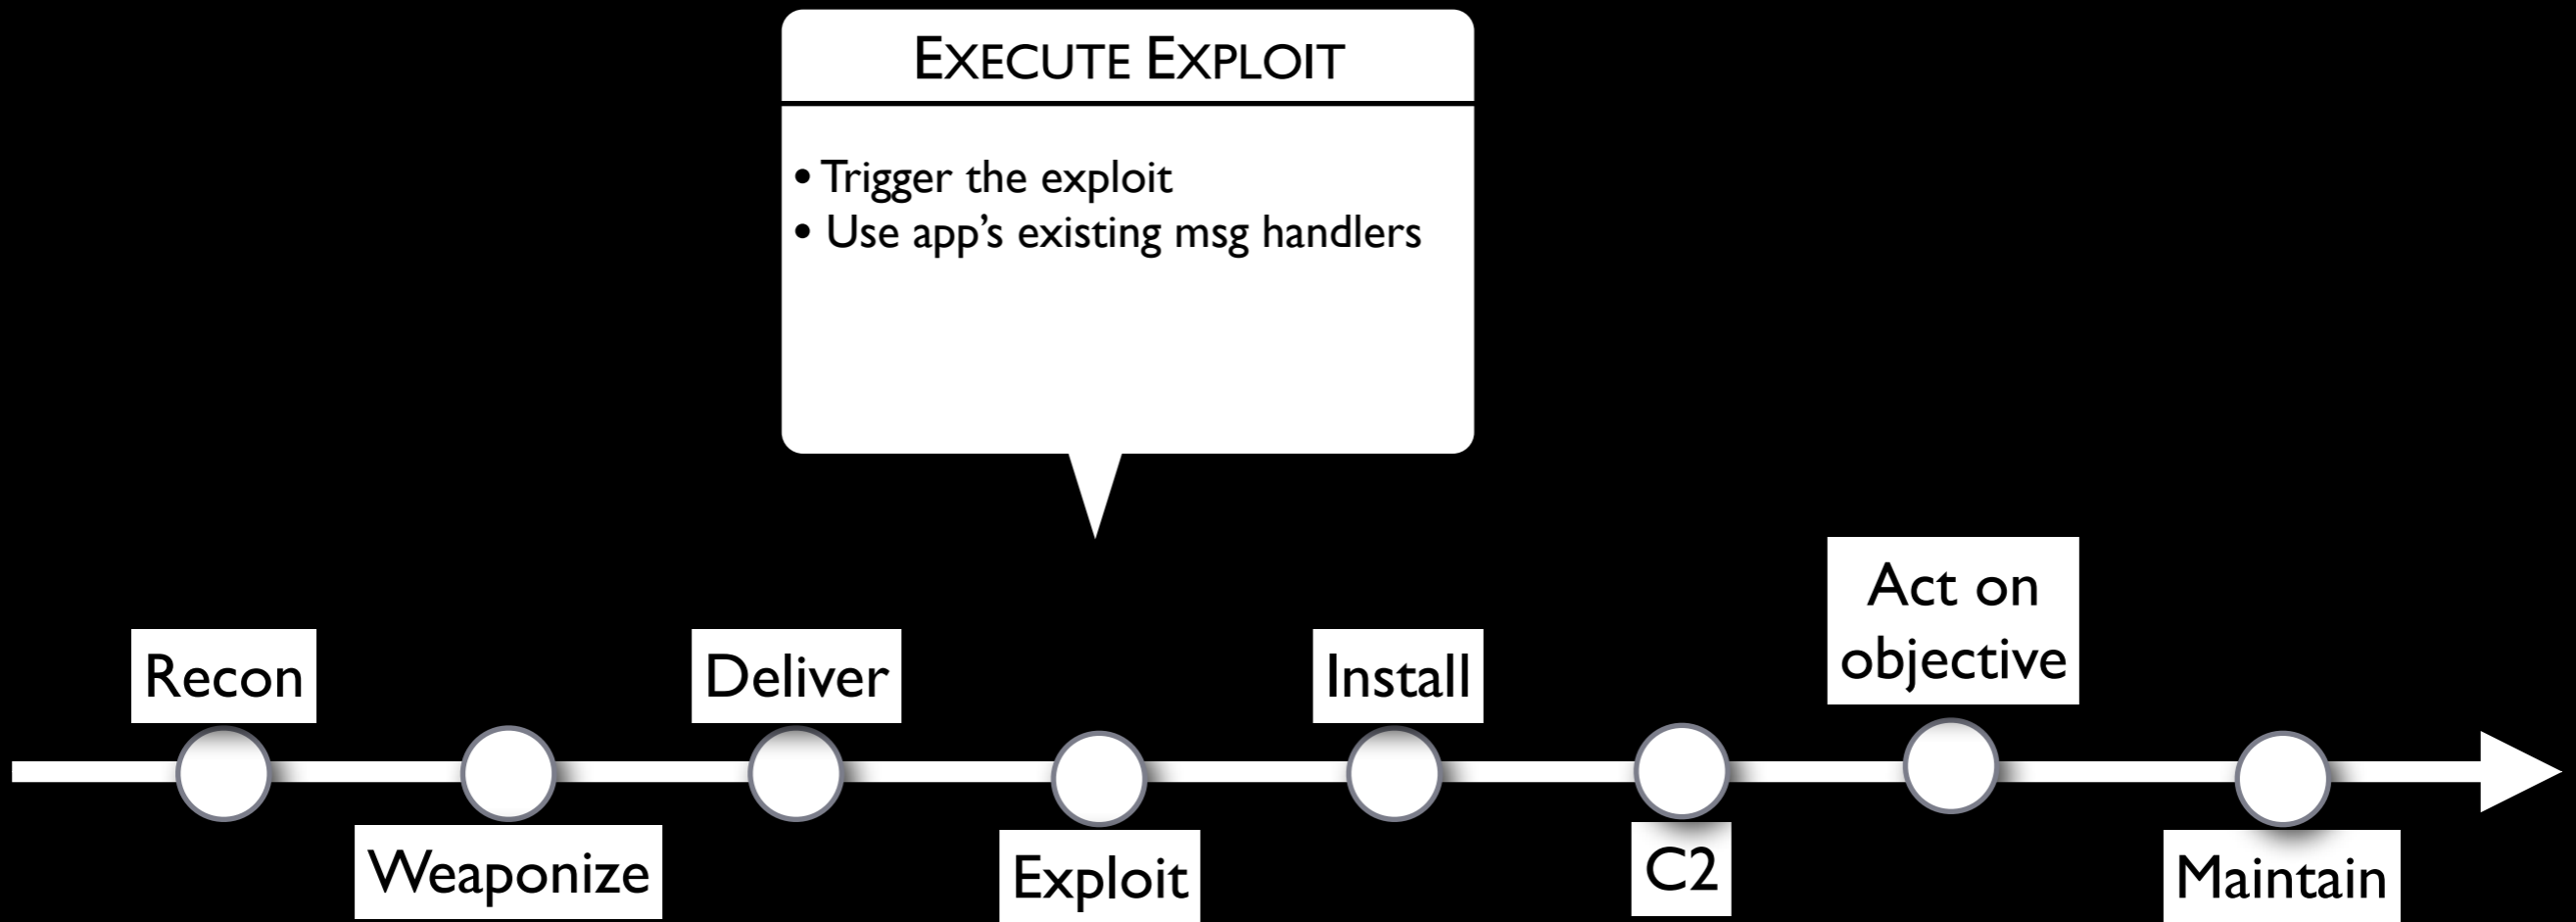 EXECUTE EXPLOIT
• Trigger the exploit
• Use app’s existing msg handlers
Act on
objective
Recon
Deliver
Install
Weaponize
Exploit
C2
Maintain